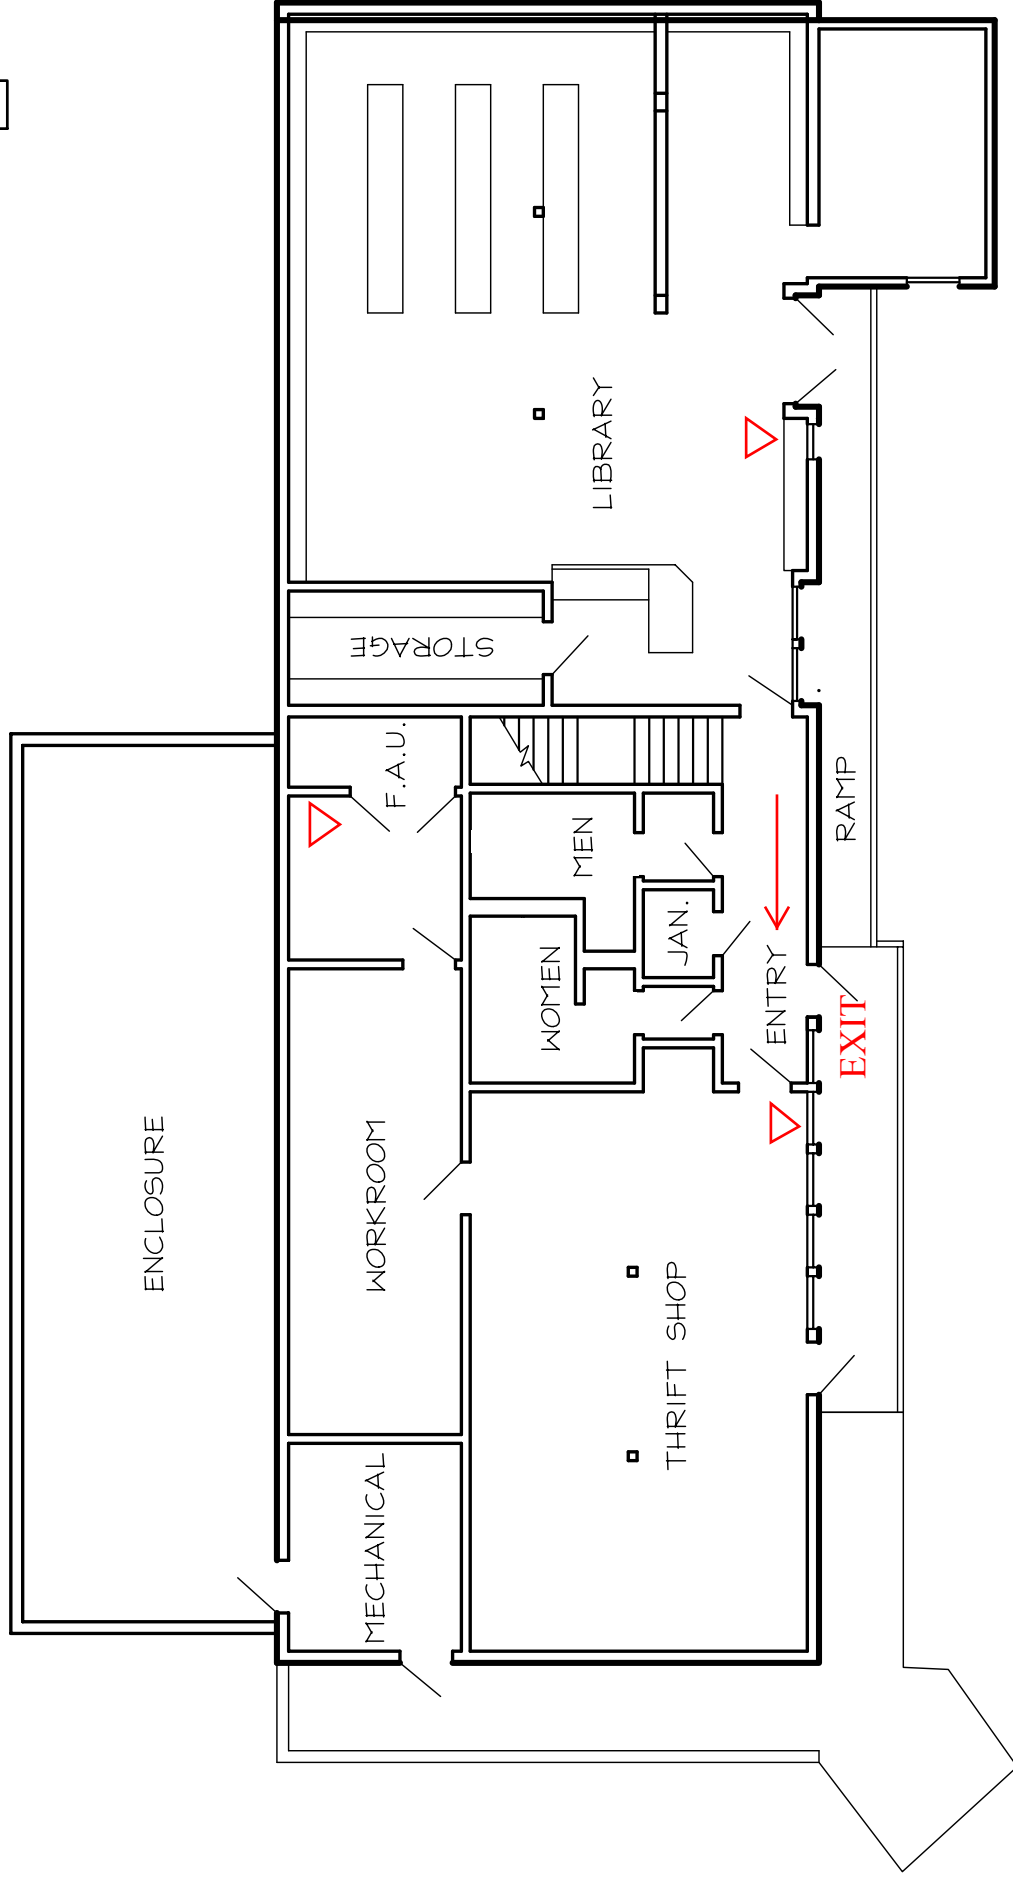 LIBRARY
STORAGE
F.A.U.
MEN
JAN.
WOMEN
ENTRY
RAMP
EXIT
ENCLOSURE
WORKROOM
THRIFT SHOP
MECHANICAL